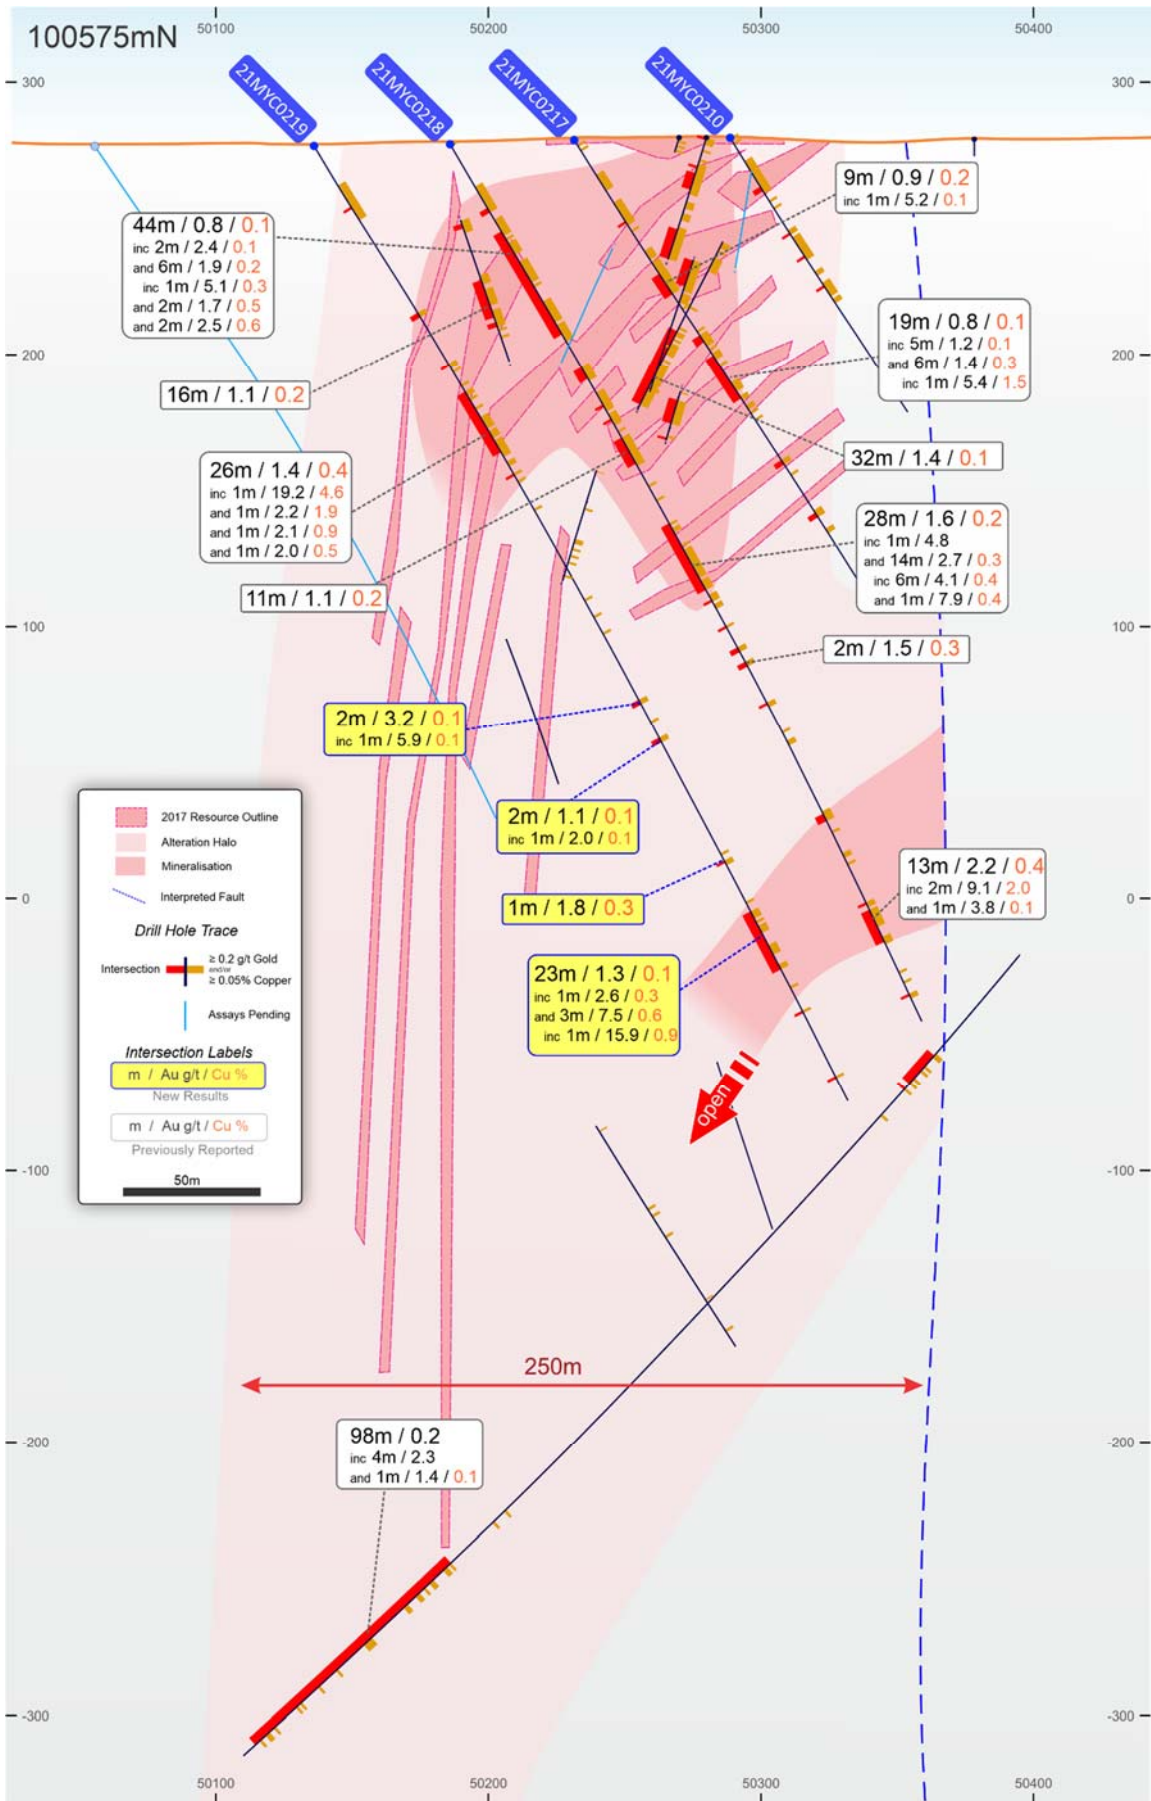 100575mN
50100
50200
50300
50400
300
300
21MYC0219
21MYC0218
21MYC0217
21MYC0210
9m / 0.9 / 0.2
inc 1m / 5.2 / 0.1
44m / 0.8 / 0.1
inc 2m / 2.4 / 0.1
and 6m / 1.9 / 0.2
inc 1m / 5.1 / 0.3
and 2m / 1.7 / 0.5
and 2m / 2.5 / 0.6
19m / 0.8 / 0.1
inc 5m / 1.2 / 0.1
and 6m / 1.4 / 0.3
inc 1m / 5.4 / 1.5
200
200
16m / 1.1 / 0.2
32m / 1.4 / 0.1
26m / 1.4 / 0.4
inc 1m / 19.2 / 4.6
and 1m / 2.2 / 1.9
and 1m / 2.1 / 0.9
and 1m / 2.0 / 0.5
28m / 1.6 / 0.2
inc 1m / 4.8
and 14m / 2.7 / 0.3
inc 6m / 4.1 / 0.4
and 1m / 7.9 / 0.4
11m / 1.1 / 0.2
100
100
2m / 1.5 / 0.3
2m / 3.2 / 0.1
inc 1m / 5.9 / 0.1
2m / 1.1 / 0.1
inc 1m / 2.0 / 0.1
2017 Resource Outline
Alteration Halo
Mineralisation
Interpreted Fault
Drill Hole Trace
Intersection
≥ 0.2 g/t Gold
and/or
≥ 0.05% Copper
Assays Pending
Intersection Labels
m / Au g/t / Cu %
New Results
m / Au g/t / Cu %
Previously Reported
50m
13m / 2.2 / 0.4
inc 2m / 9.1 / 2.0
and 1m / 3.8 / 0.1
0
0
1m / 1.8 / 0.3
23m / 1.3 / 0.1
inc 1m / 2.6 / 0.3
and 3m / 7.5 / 0.6
inc 1m / 15.9 / 0.9
open
-100
-100
250m
-200
-200
98m / 0.2
inc 4m / 2.3
and 1m / 1.4 / 0.1
-300
-300
50100
50200
50300
50400